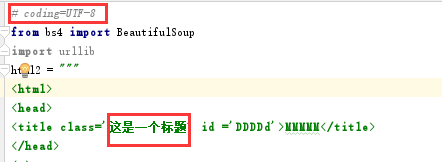 # coding=UTF-8
from bs4 import BeautifulSoup
import urllib
html2 = """
<html>
<head>
<title class='这是一个标题 id ='DDDDd'>MMMMM</title>
</head>